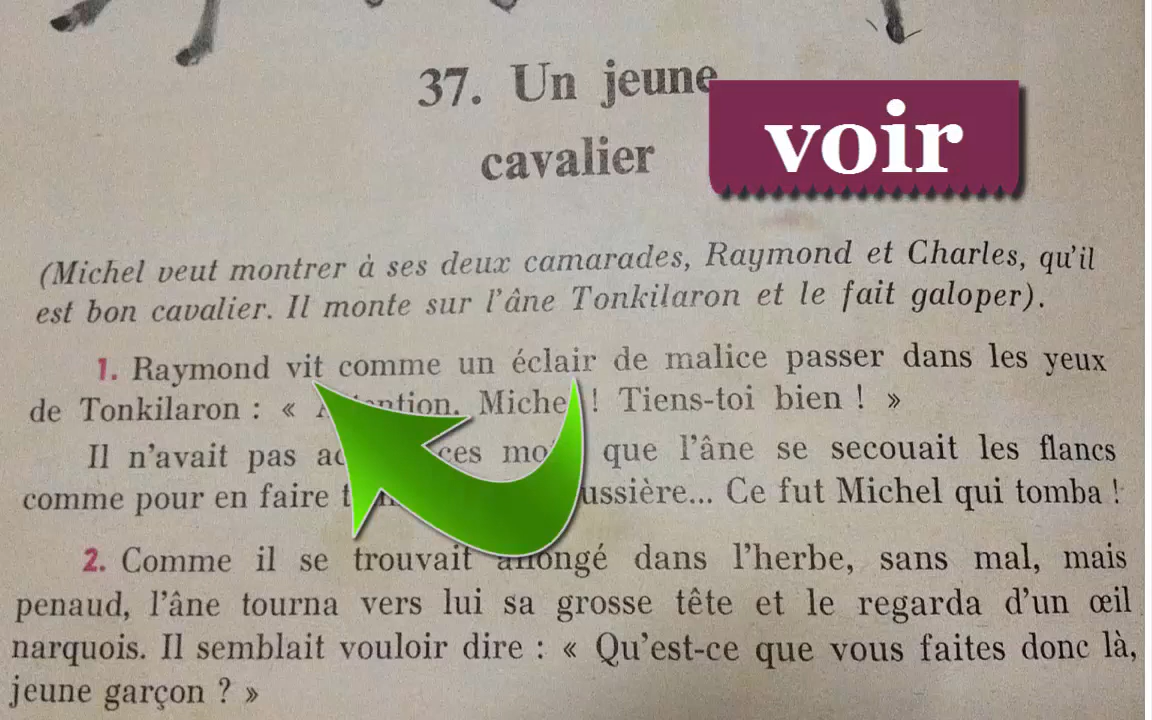 37. Un jeune
cavalier
voir
(Michel veut montrer à ses deux camarades, Raymond et Charles, qu'il
est bon cavalier. Il monte sur l'âne Tonkilaron et le fait galoper).
1. Raymond vit comme un éclair de malice passer dans les yeux
de Tonkilaron : « Attention, Michel ! Tiens-toi bien ! »
Il n'avait pas ces que l'âne se secouait les flancs
comme pour en faire ... Ce fut Michel qui tomba !
2. Comme il se trouvait allongé dans l'herbe, sans mal, mais
penaud, l'âne tourna vers lui sa grosse tête et le regarda d'un œil
narquois. Il semblait vouloir dire : « Qu'est-ce que vous faites donc là,
jeune garçon ? »